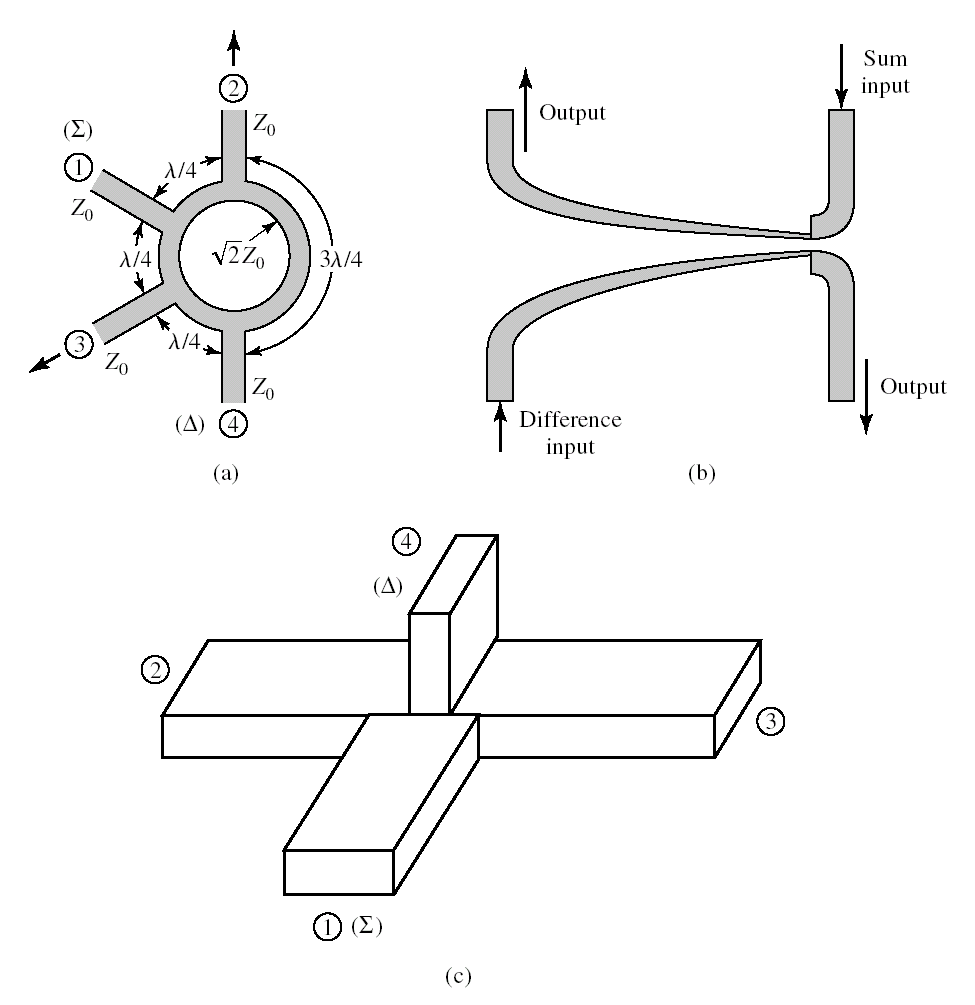 ②
Z₀
(Σ)
①
λ/4
Z₀
λ/4
√2Z₀
3λ/4
③
λ/4
Z₀
Z₀
(Δ) ④
(a)
Sum
input
Output
Output
Difference
input
(b)
④
(Δ)
②
③
① (Σ)
(c)